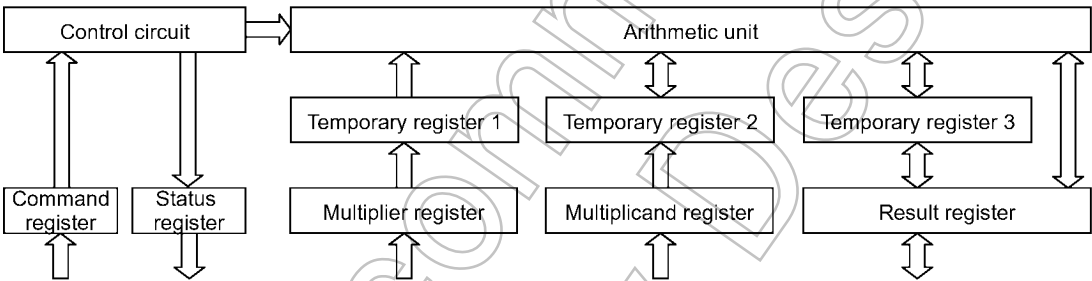 Control circuit
Arithmetic unit
Temporary register 1
Temporary register 2
Temporary register 3
Command
register
Status
register
Multiplier register
Multiplicand register
Result register